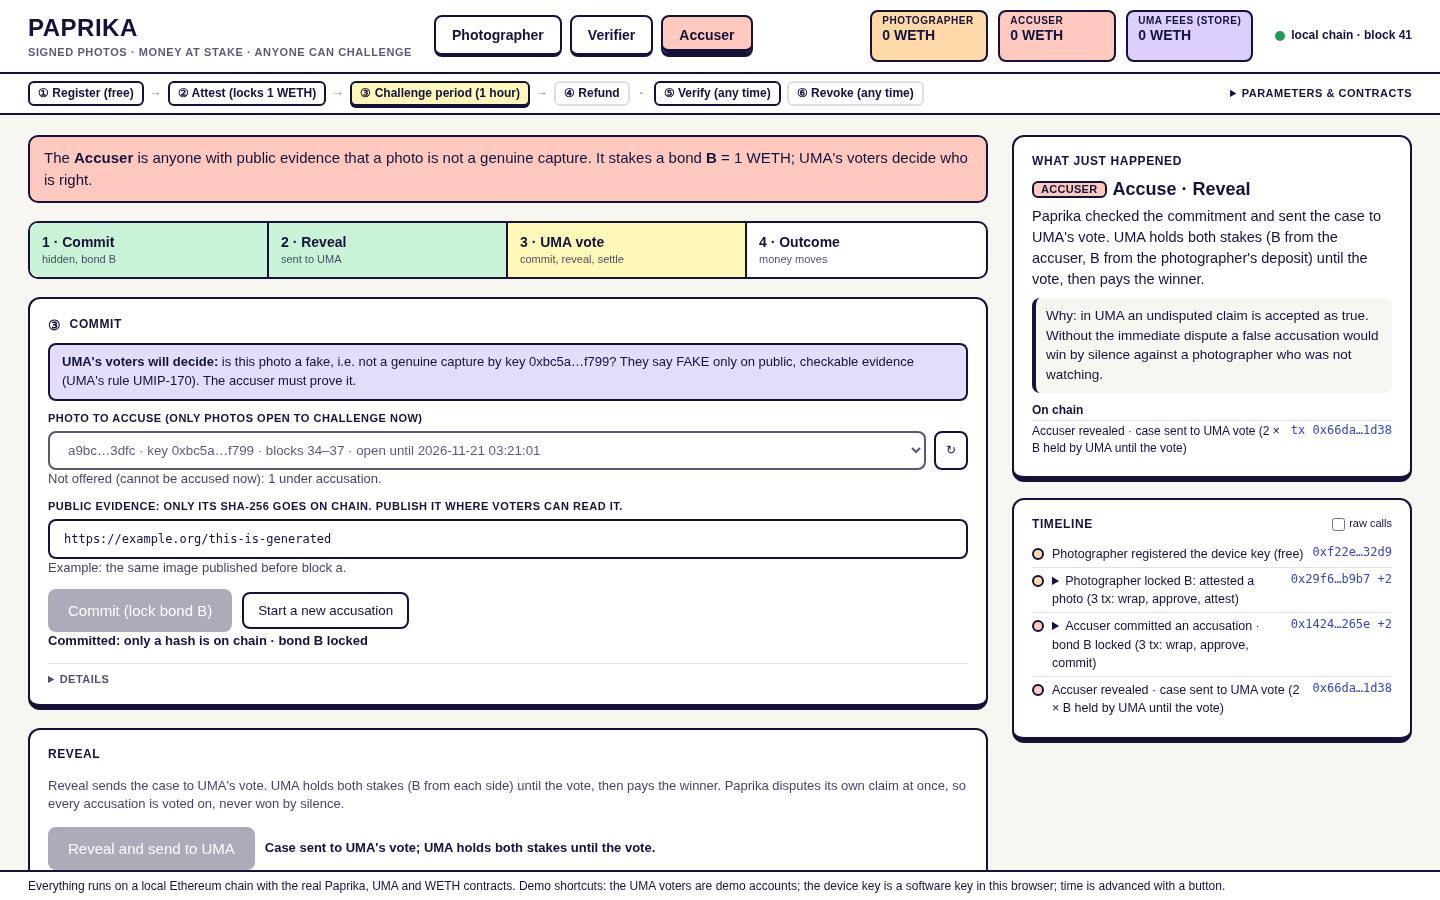 PAPRIKA
SIGNED PHOTOS · MONEY AT STAKE · ANYONE CAN CHALLENGE
Photographer
Verifier
Accuser
PHOTOGRAPHER
0 WETH
ACCUSER
0 WETH
UMA FEES (STORE)
0 WETH
local chain · block 41
① Register (free) → ② Attest (locks 1 WETH) → ③ Challenge period (1 hour) → ④ Refund · ⑤ Verify (any time) ⑥ Revoke (any time)
▶ PARAMETERS & CONTRACTS
The Accuser is anyone with public evidence that a photo is not a genuine capture. It stakes a bond B = 1 WETH; UMA's voters decide who
is right.
1 · Commit
hidden, bond B
2 · Reveal
sent to UMA
3 · UMA vote
commit, reveal, settle
4 · Outcome
money moves
③ COMMIT
UMA's voters will decide: is this photo a fake, i.e. not a genuine capture by key 0xbc5a…f799? They say FAKE only on public, checkable evidence
(UMA's rule UMIP-170). The accuser must prove it.
PHOTO TO ACCUSE (ONLY PHOTOS OPEN TO CHALLENGE NOW)
a9bc…3dfc · key 0xbc5a…f799 · blocks 34–37 · open until 2026-11-21 03:21:01
↻
Not offered (cannot be accused now): 1 under accusation.
PUBLIC EVIDENCE: ONLY ITS SHA-256 GOES ON CHAIN. PUBLISH IT WHERE VOTERS CAN READ IT.
https://example.org/this-is-generated
Example: the same image published before block a.
Commit (lock bond B)
Start a new accusation
Committed: only a hash is on chain · bond B locked
▶ DETAILS
REVEAL
Reveal sends the case to UMA's vote. UMA holds both stakes (B from each side) until the vote, then pays the winner. Paprika disputes its own claim at once, so
every accusation is voted on, never won by silence.
Reveal and send to UMA
Case sent to UMA's vote; UMA holds both stakes until the vote.
WHAT JUST HAPPENED
ACCUSER Accuse · Reveal
Paprika checked the commitment and sent the case to
UMA's vote. UMA holds both stakes (B from the
accuser, B from the photographer's deposit) until the
vote, then pays the winner.
Why: in UMA an undisputed claim is accepted as true.
Without the immediate dispute a false accusation would
win by silence against a photographer who was not
watching.
On chain
Accuser revealed · case sent to UMA vote (2 × tx 0x66da…1d38
B held by UMA until the vote)
TIMELINE
raw calls
Photographer registered the device key (free) 0xf22e…32d9
▶ Photographer locked B: attested a 0x29f6…b9b7 +2
photo (3 tx: wrap, approve, attest)
▶ Accuser committed an accusation · 0x1424…265e +2
bond B locked (3 tx: wrap, approve,
commit)
Accuser revealed · case sent to UMA vote (2 0x66da…1d38
× B held by UMA until the vote)
Everything runs on a local Ethereum chain with the real Paprika, UMA and WETH contracts. Demo shortcuts: the UMA voters are demo accounts; the device key is a software key in this browser; time is advanced with a button.